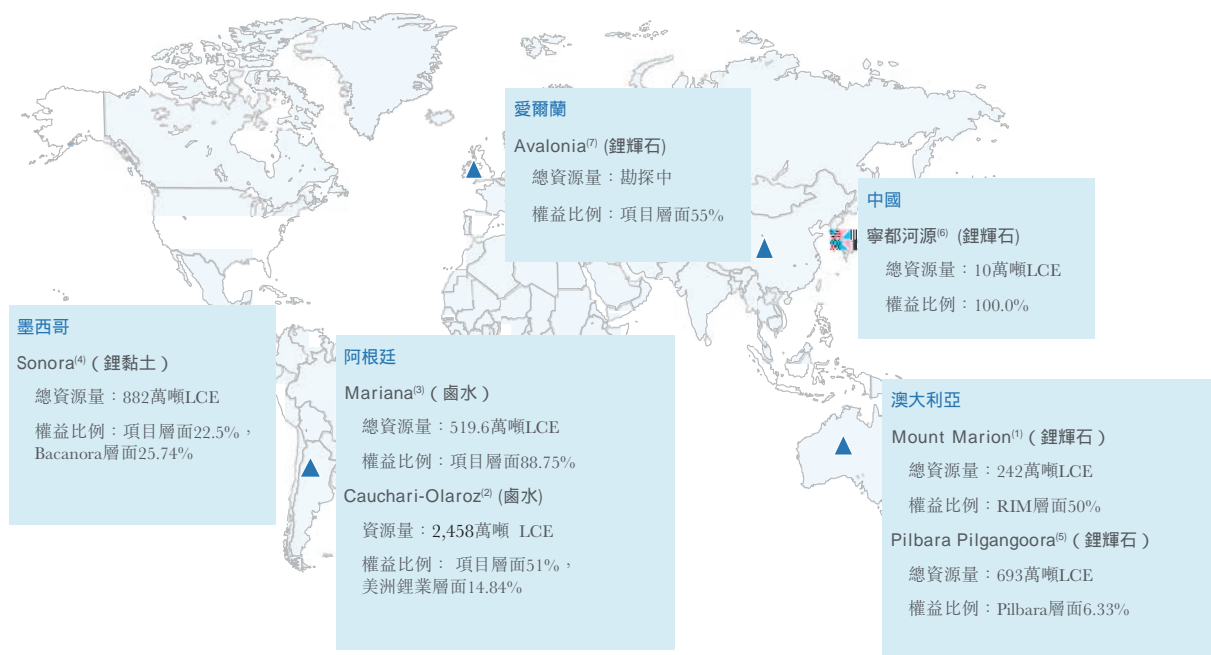 愛爾蘭
Avalonia⁽⁷⁾ (鋰輝石)
總資源量：勘探中
權益比例：項目層面55%
中國
寧都河源⁽⁶⁾ (鋰輝石)
總資源量：10萬噸LCE
權益比例：100.0%
墨西哥
Sonora⁽⁴⁾（鋰黏土）
總資源量：882萬噸LCE
權益比例：項目層面22.5%，
Bacanora層面25.74%
阿根廷
Mariana⁽³⁾（鹵水）
總資源量：519.6萬噸LCE
權益比例：項目層面88.75%
Cauchari-Olaroz⁽²⁾ (鹵水)
資源量：2,458萬噸 LCE
權益比例： 項目層面51%，
美洲鋰業層面14.84%
澳大利亞
Mount Marion⁽¹⁾（鋰輝石）
總資源量：242萬噸LCE
權益比例：RIM層面50%
Pilbara Pilgangoora⁽⁵⁾（鋰輝石）
總資源量：693萬噸LCE
權益比例：Pilbara層面6.33%